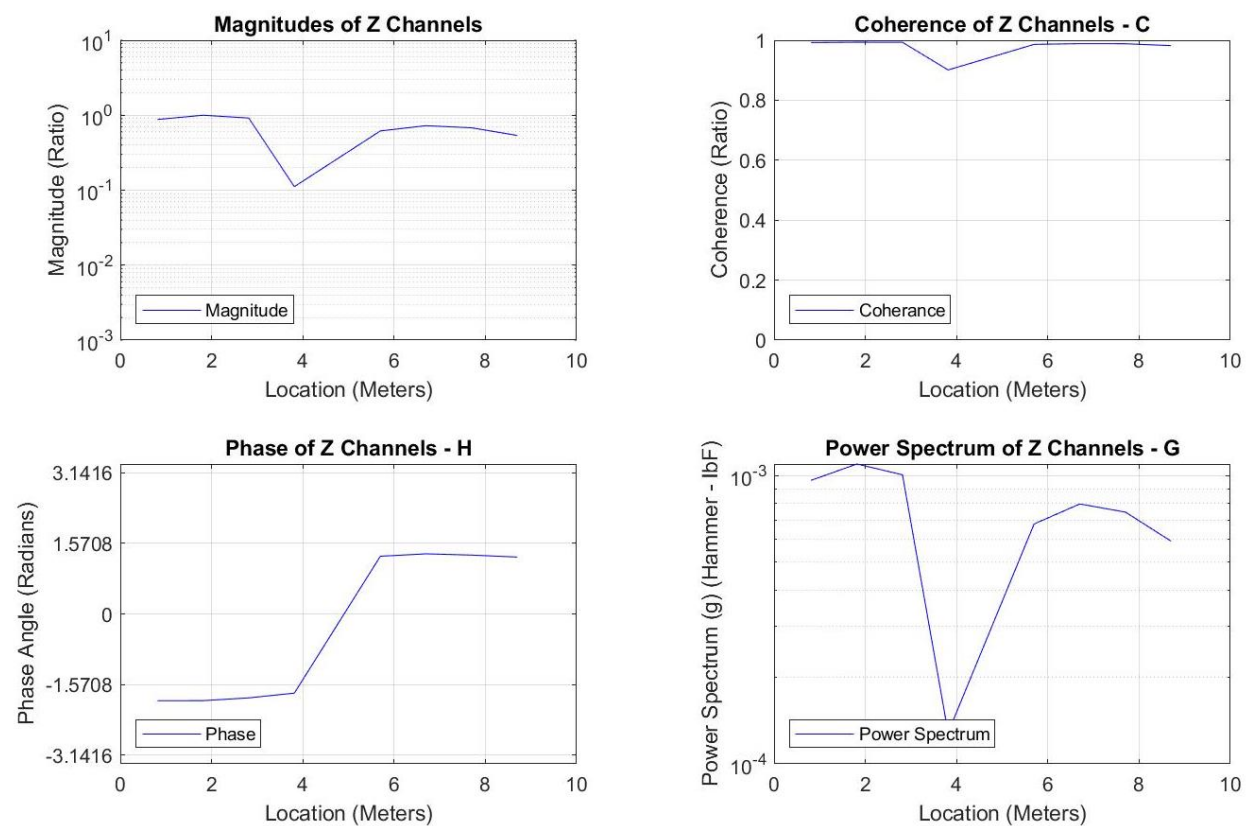 Magnitudes of Z Channels
Magnitude (Ratio)
10^1
10^0
10^-1
10^-2
10^-3
Magnitude
0 2 4 6 8 10
Location (Meters)
Coherence of Z Channels - C
Coherence (Ratio)
1
0.8
0.6
0.4
0.2
0
Coherance
0 2 4 6 8 10
Location (Meters)
Phase of Z Channels - H
Phase Angle (Radians)
3.1416
1.5708
0
-1.5708
-3.1416
Phase
0 2 4 6 8 10
Location (Meters)
Power Spectrum of Z Channels - G
Power Spectrum (g) (Hammer - lbF)
10^-3
10^-4
Power Spectrum
0 2 4 6 8 10
Location (Meters)